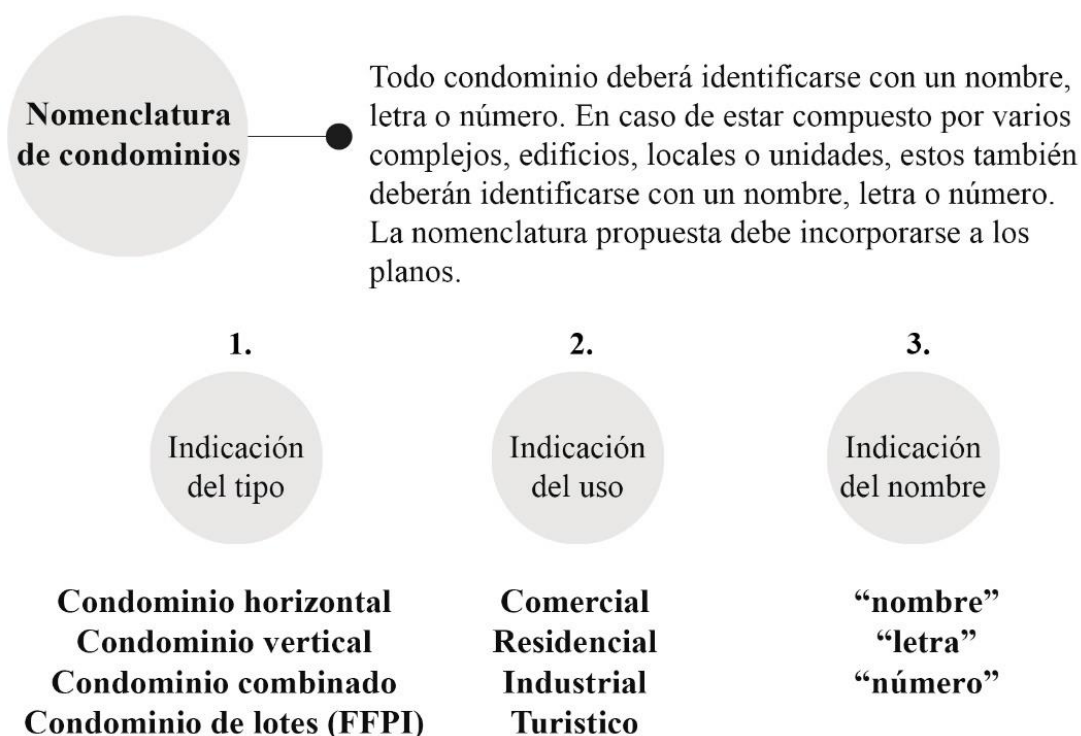 Nomenclatura
de condominios
Todo condominio deberá identificarse con un nombre,
letra o número. En caso de estar compuesto por varios
complejos, edificios, locales o unidades, estos también
deberán identificarse con un nombre, letra o número.
La nomenclatura propuesta debe incorporarse a los
planos.
1.
Indicación
del tipo
Condominio horizontal
Condominio vertical
Condominio combinado
Condominio de lotes (FFPI)
2.
Indicación
del uso
Comercial
Residencial
Industrial
Turistico
3.
Indicación
del nombre
“nombre”
“letra”
“número”